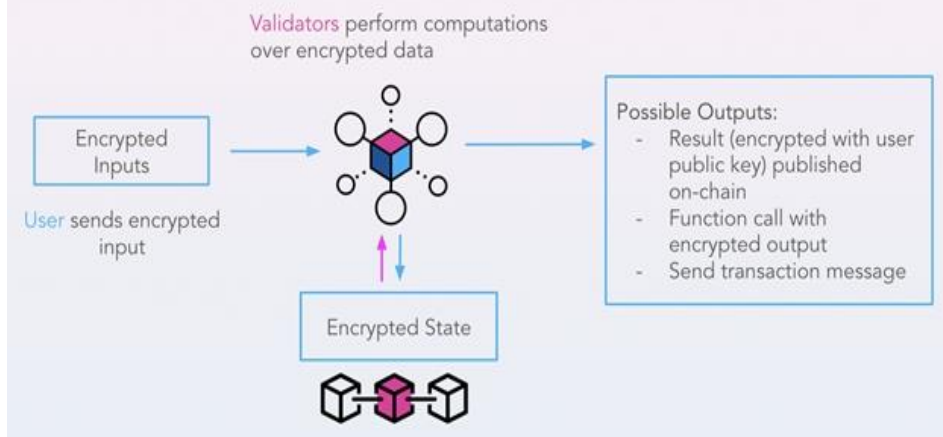 Validators perform computations
over encrypted data
Encrypted
Inputs
User sends encrypted
input
Encrypted State
Possible Outputs:
- Result (encrypted with user
public key) published
on-chain
- Function call with
encrypted output
- Send transaction message